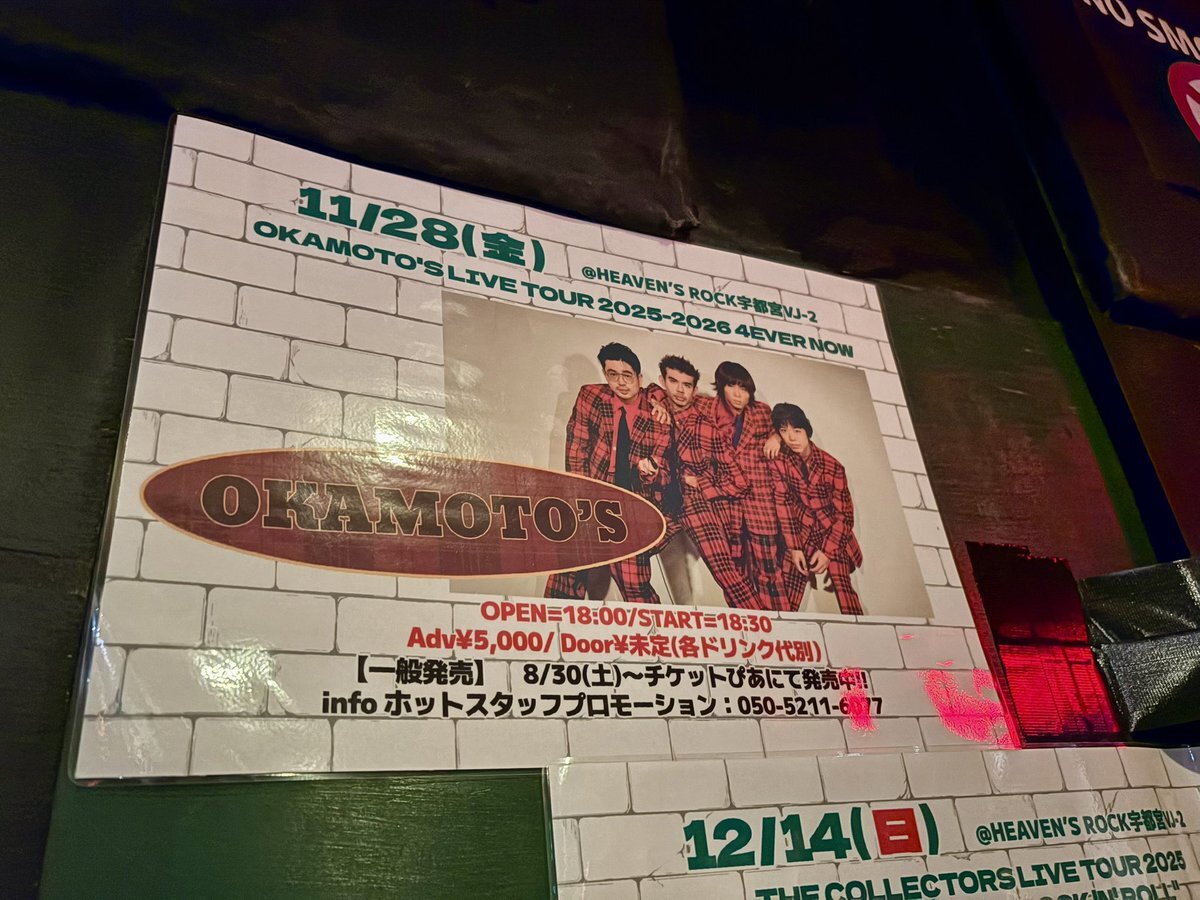 NO
11/28(金)
@HEAVEN'S ROCK宇都宮VJ-2
OKAMOTO'S LIVE TOUR 2025-2026 4EVER NOW
OKAMOTO'S
OPEN=18:00/START=18:30
Adv¥5,000/ Door¥未定(各ドリンク代別)
【一般発売】 8/30(土)～チケットぴあにて発売中!!
info ホットスタッフプロモーション：050-5211-6077
12/14(日)
@HEAVEN'S ROCK宇都宮VJ-2
THE COLLECTORS LIVE TOUR 2025